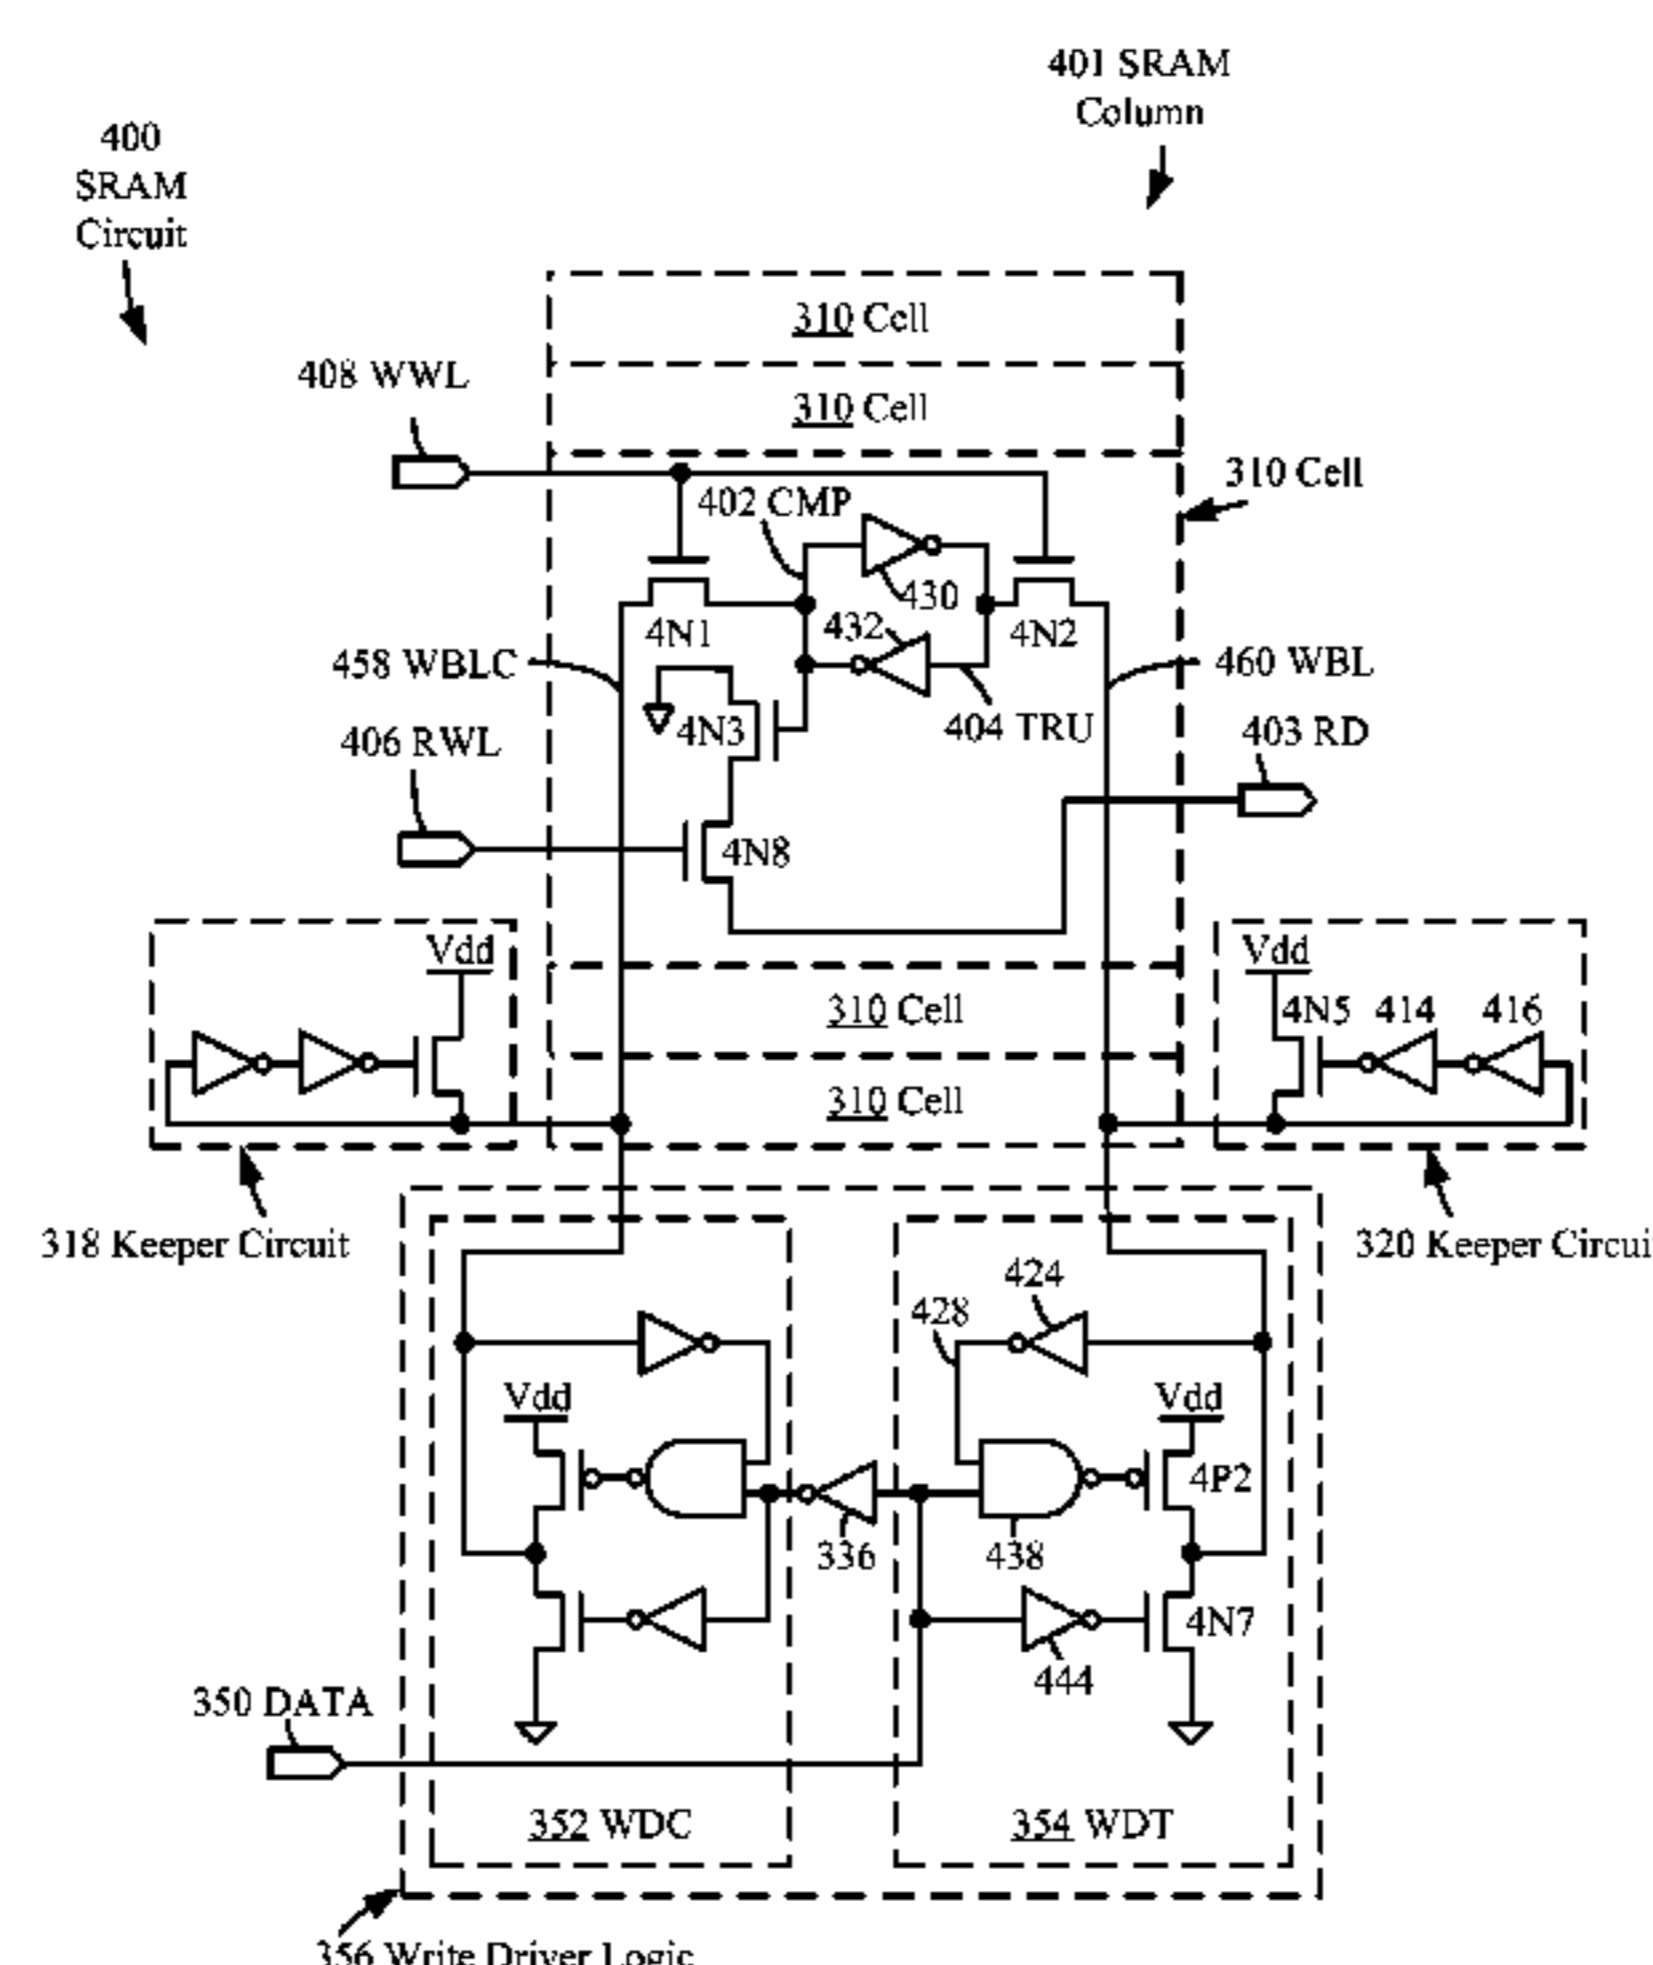 401 SRAM
Column
400
SRAM
Circuit
310 Cell
408 WWL
310 Cell
310 Cell
402 CMP
430
432
4N1
4N2
458 WBLC
460 WBL
4N3
404 TRU
403 RD
406 RWL
4N8
Vdd
Vdd
310 Cell
4N5
414
416
310 Cell
318 Keeper Circuit
320 Keeper Circui
424
428
Vdd
Vdd
4P2
336
438
4N7
444
350 DATA
352 WDC
354 WDT
356 Write Driver Logic